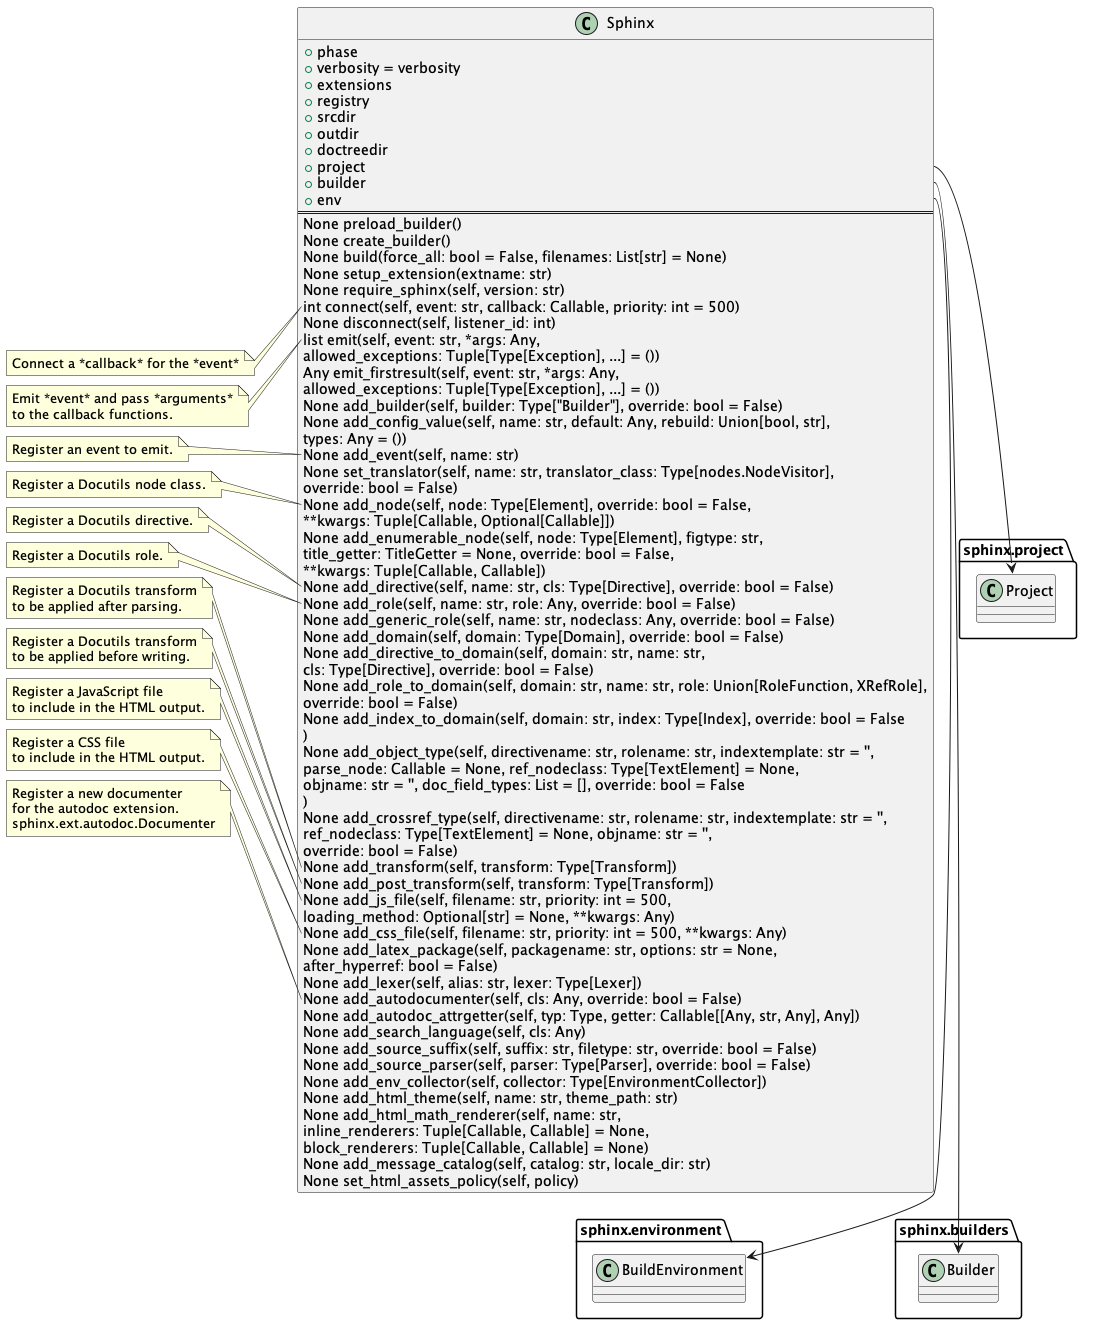 C Sphinx
phase
verbosity = verbosity
extensions
registry
srcdir
outdir
doctreedir
project
builder
env
None preload_builder()
None create_builder()
None build(force_all: bool = False, filenames: List[str] = None)
None setup_extension(extname: str)
None require_sphinx(self, version: str)
int connect(self, event: str, callback: Callable, priority: int = 500)
None disconnect(self, listener_id: int)
list emit(self, event: str, *args: Any,
allowed_exceptions: Tuple[Type[Exception], ...] = ())
Any emit_firstresult(self, event: str, *args: Any,
allowed_exceptions: Tuple[Type[Exception], ...] = ())
None add_builder(self, builder: Type["Builder"], override: bool = False)
None add_config_value(self, name: str, default: Any, rebuild: Union[bool, str],
types: Any = ())
None add_event(self, name: str)
None set_translator(self, name: str, translator_class: Type[nodes.NodeVisitor],
override: bool = False)
None add_node(self, node: Type[Element], override: bool = False,
**kwargs: Tuple[Callable, Optional[Callable]])
None add_enumerable_node(self, node: Type[Element], figtype: str,
title_getter: TitleGetter = None, override: bool = False,
**kwargs: Tuple[Callable, Callable])
None add_directive(self, name: str, cls: Type[Directive], override: bool = False)
None add_role(self, name: str, role: Any, override: bool = False)
None add_generic_role(self, name: str, nodeclass: Any, override: bool = False)
None add_domain(self, domain: Type[Domain], override: bool = False)
None add_directive_to_domain(self, domain: str, name: str,
cls: Type[Directive], override: bool = False)
None add_role_to_domain(self, domain: str, name: str, role: Union[RoleFunction, XRefRole],
override: bool = False)
None add_index_to_domain(self, domain: str, index: Type[Index], override: bool = False
)
None add_object_type(self, directivename: str, rolename: str, indextemplate: str = '',
parse_node: Callable = None, ref_nodeclass: Type[TextElement] = None,
objname: str = '', doc_field_types: List = [], override: bool = False
)
None add_crossref_type(self, directivename: str, rolename: str, indextemplate: str = '',
ref_nodeclass: Type[TextElement] = None, objname: str = '',
override: bool = False)
None add_transform(self, transform: Type[Transform])
None add_post_transform(self, transform: Type[Transform])
None add_js_file(self, filename: str, priority: int = 500,
loading_method: Optional[str] = None, **kwargs: Any)
None add_css_file(self, filename: str, priority: int = 500, **kwargs: Any)
None add_latex_package(self, packagename: str, options: str = None,
after_hyperref: bool = False)
None add_lexer(self, alias: str, lexer: Type[Lexer])
None add_autodocumenter(self, cls: Any, override: bool = False)
None add_autodoc_attrgetter(self, typ: Type, getter: Callable[[Any, str, Any], Any])
None add_search_language(self, cls: Any)
None add_source_suffix(self, suffix: str, filetype: str, override: bool = False)
None add_source_parser(self, parser: Type[Parser], override: bool = False)
None add_env_collector(self, collector: Type[EnvironmentCollector])
None add_html_theme(self, name: str, theme_path: str)
None add_html_math_renderer(self, name: str,
inline_renderers: Tuple[Callable, Callable] = None,
block_renderers: Tuple[Callable, Callable] = None)
None add_message_catalog(self, catalog: str, locale_dir: str)
None set_html_assets_policy(self, policy)
Connect a *callback* for the *event*
Emit *event* and pass *arguments*
to the callback functions.
Register an event to emit.
Register a Docutils node class.
Register a Docutils directive.
Register a Docutils role.
Register a Docutils transform
to be applied after parsing.
Register a Docutils transform
to be applied before writing.
Register a JavaScript file
to include in the HTML output.
Register a CSS file
to include in the HTML output.
Register a new documenter
for the autodoc extension.
sphinx.ext.autodoc.Documenter
sphinx.project
C Project
sphinx.environment
C BuildEnvironment
sphinx.builders
C Builder